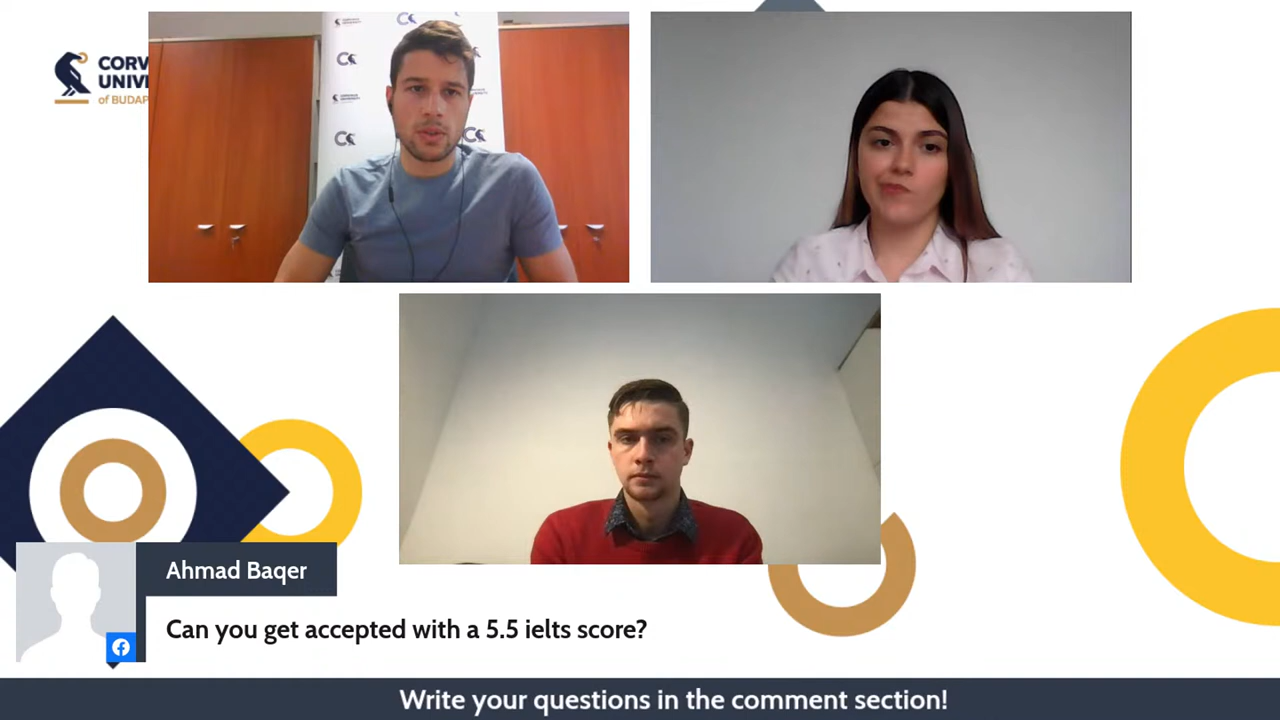 CORV
UNIVE
of BUDAP
Ahmad Baqer
Can you get accepted with a 5.5 ielts score?
Write your questions in the comment section!